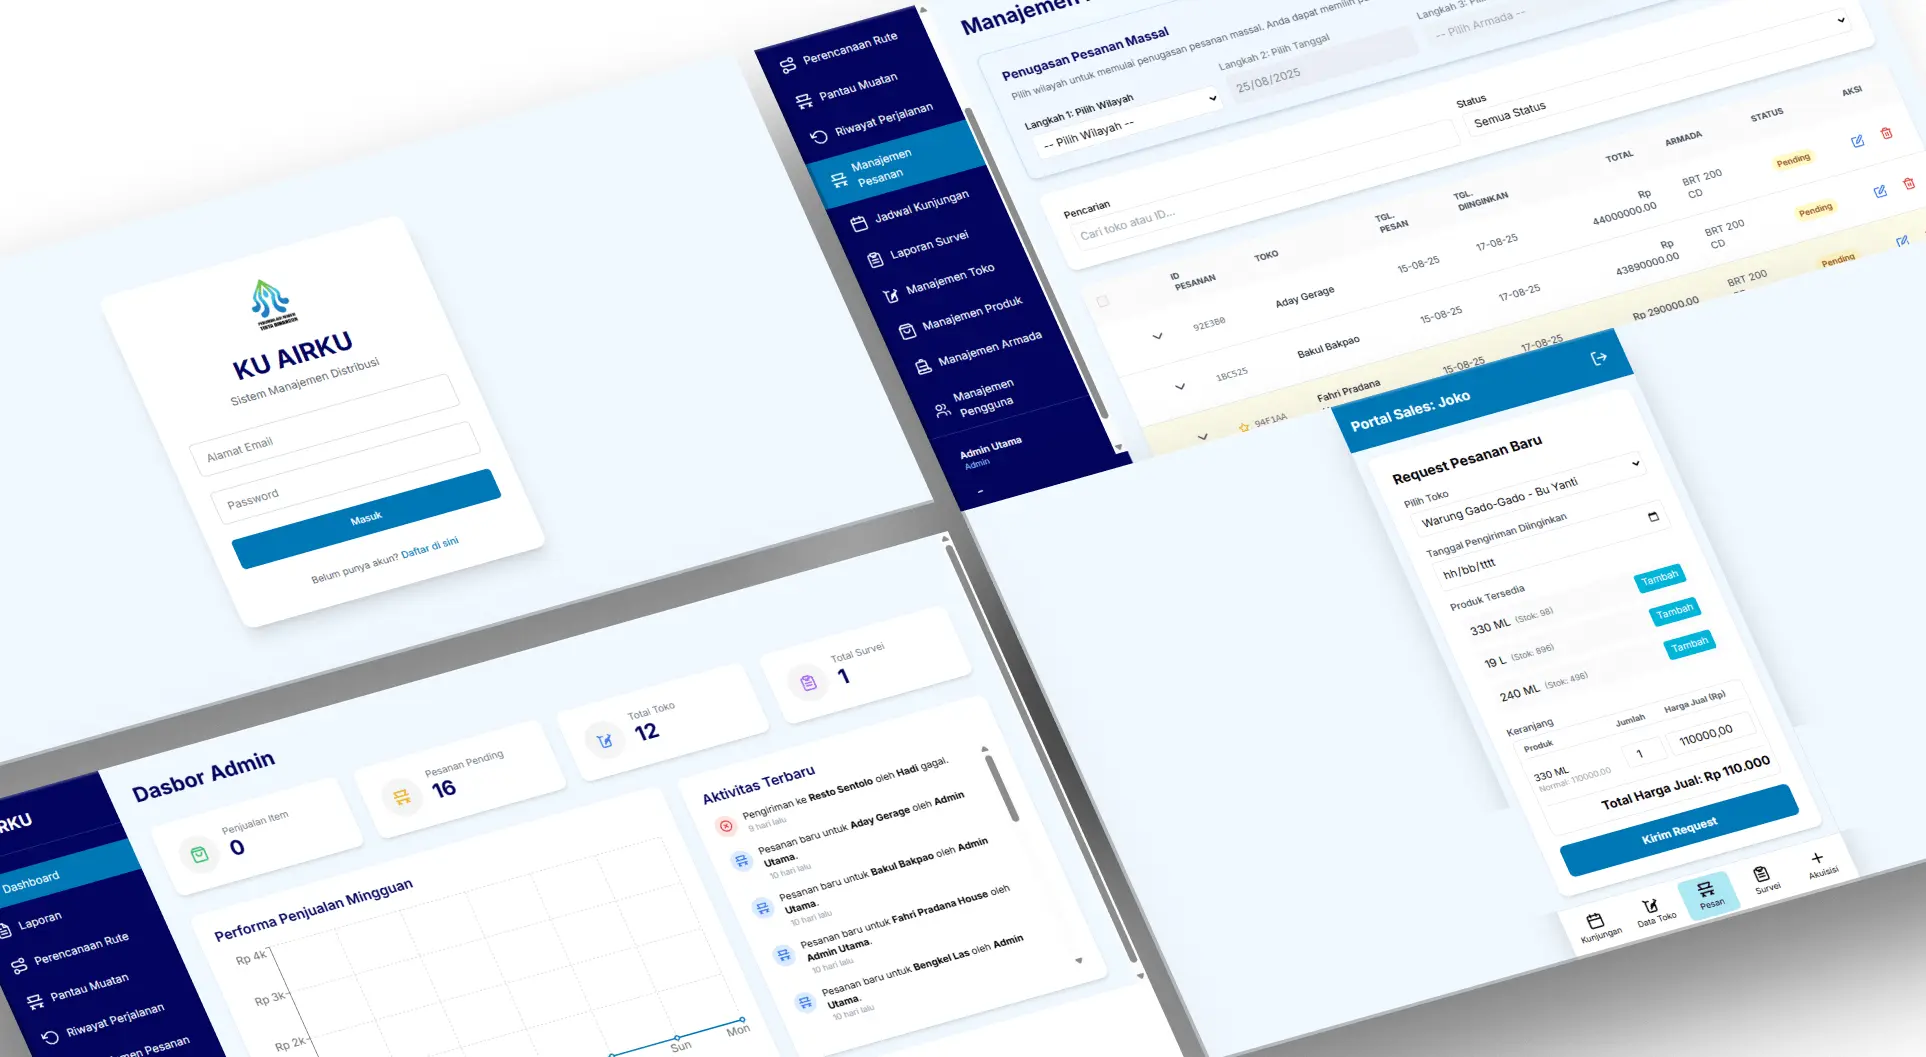 KU AIRKU
Sistem Manajemen Distribusi
Alamat Email
Password
Masuk
Belum punya akun? Daftar di sini
Perencanaan Rute
Pantau Muatan
Riwayat Perjalanan
Manajemen
Pesanan
Jadwal Kunjungan
Laporan Survei
Manajemen Toko
Manajemen Produk
Manajemen Armada
Manajemen
Pengguna
Admin Utama
Admin
Penugasan Pesanan Massal
Pilih wilayah untuk memulai penugasan pesanan massal. Anda dapat memilih
Langkah 1: Pilih Wilayah
-- Pilih Wilayah --
Langkah 2: Pilih Tanggal
25/08/2025
Langkah 3:
-- Pilih Armada --
Pencarian
Cari toko atau ID...
Status
Semua Status
ID
PESANAN
TOKO
TGL.
PESAN
TGL.
DIINGINKAN
TOTAL
ARMADA
STATUS
AKSI
92E3B0
Aday Gerage
15-08-25
17-08-25
Rp
44000000.00
BRT 200
CD
Pending
1BC525
Bakul Bakpao
15-08-25
17-08-25
Rp
43890000.00
BRT 200
CD
Pending
94F1AA
Fahri Pradana
15-08-25
17-08-25
Rp 290000.00
BRT 200
Pending
Dashboard
Laporan
Perencanaan Rute
Pantau Muatan
Riwayat Perjalanan
Pesanan
Dasbor Admin
Penjualan Item
0
Pesanan Pending
16
Total Toko
12
Total Survei
1
Performa Penjualan Mingguan
Rp 4k
Rp 3k
Rp 2k
Sun
Mon
Aktivitas Terbaru
Pengiriman ke Resto Sentolo oleh Hadi gagal.
9 hari lalu
Pesanan baru untuk Aday Gerage oleh Admin
Utama.
10 hari lalu
Pesanan baru untuk Bakul Bakpao oleh Admin
Utama.
10 hari lalu
Pesanan baru untuk Fahri Pradana House oleh
Admin Utama.
10 hari lalu
Pesanan baru untuk Bengkel Las oleh Admin
Utama.
10 hari lalu
Portal Sales: Joko
Request Pesanan Baru
Pilih Toko
Warung Gado-Gado - Bu Yanti
Tanggal Pengiriman Diinginkan
hh/bb/tttt
Produk Tersedia
330 ML (Stok: 98)
Tambah
19 L (Stok: 896)
Tambah
240 ML (Stok: 496)
Tambah
Keranjang
Produk
Jumlah
Harga Jual (Rp)
330 ML
Normal: 110000.00
1
110000,00
Total Harga Jual: Rp 110.000
Kirim Request
Kunjungan
Data Toko
Pesan
Survei
Akuisisi